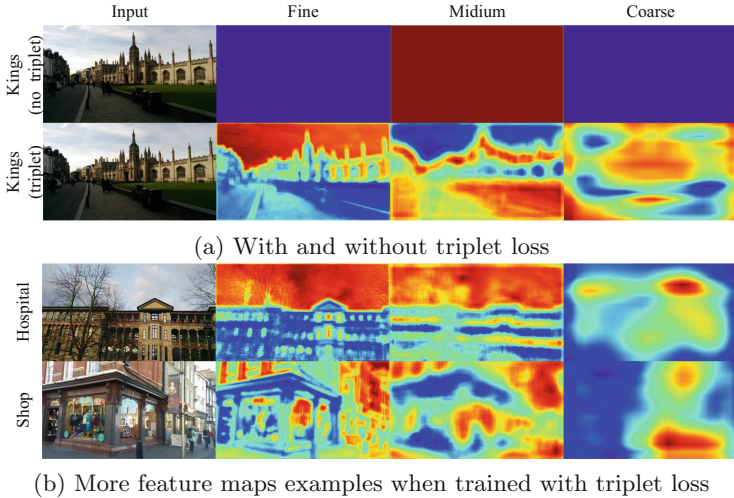 Input Fine Midium Coarse
Kings
(no triplet)
Kings
(triplet)
(a) With and without triplet loss
Hospital
Shop
(b) More feature maps examples when trained with triplet loss